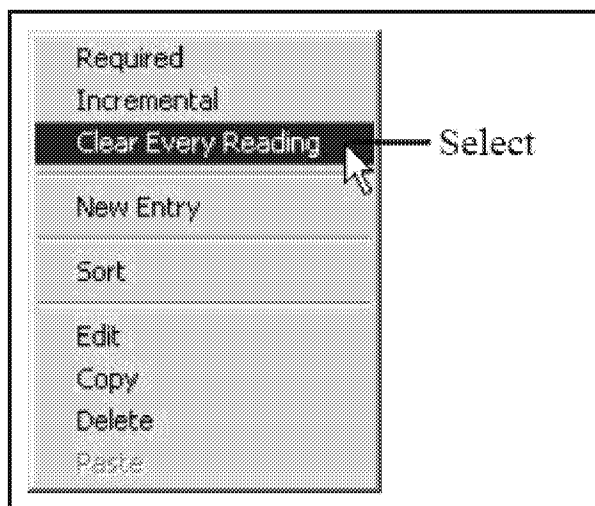 Required
Incremental
Clear Every Reading
Select
New Entry
Sort
Edit
Copy
Delete
Paste